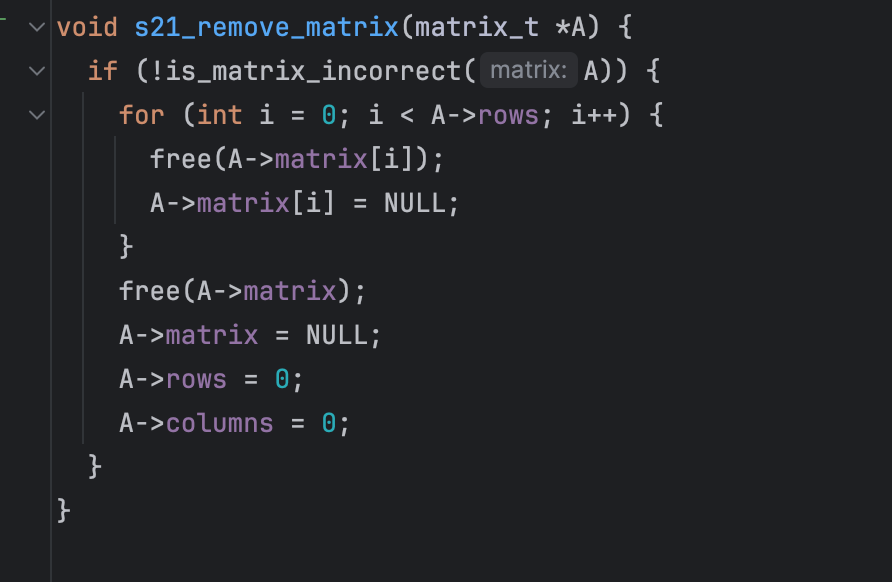 void s21_remove_matrix(matrix_t *A) {
  if (!is_matrix_incorrect( matrix: A)) {
    for (int i = 0; i < A->rows; i++) {
      free(A->matrix[i]);
      A->matrix[i] = NULL;
    }
    free(A->matrix);
    A->matrix = NULL;
    A->rows = 0;
    A->columns = 0;
  }
}